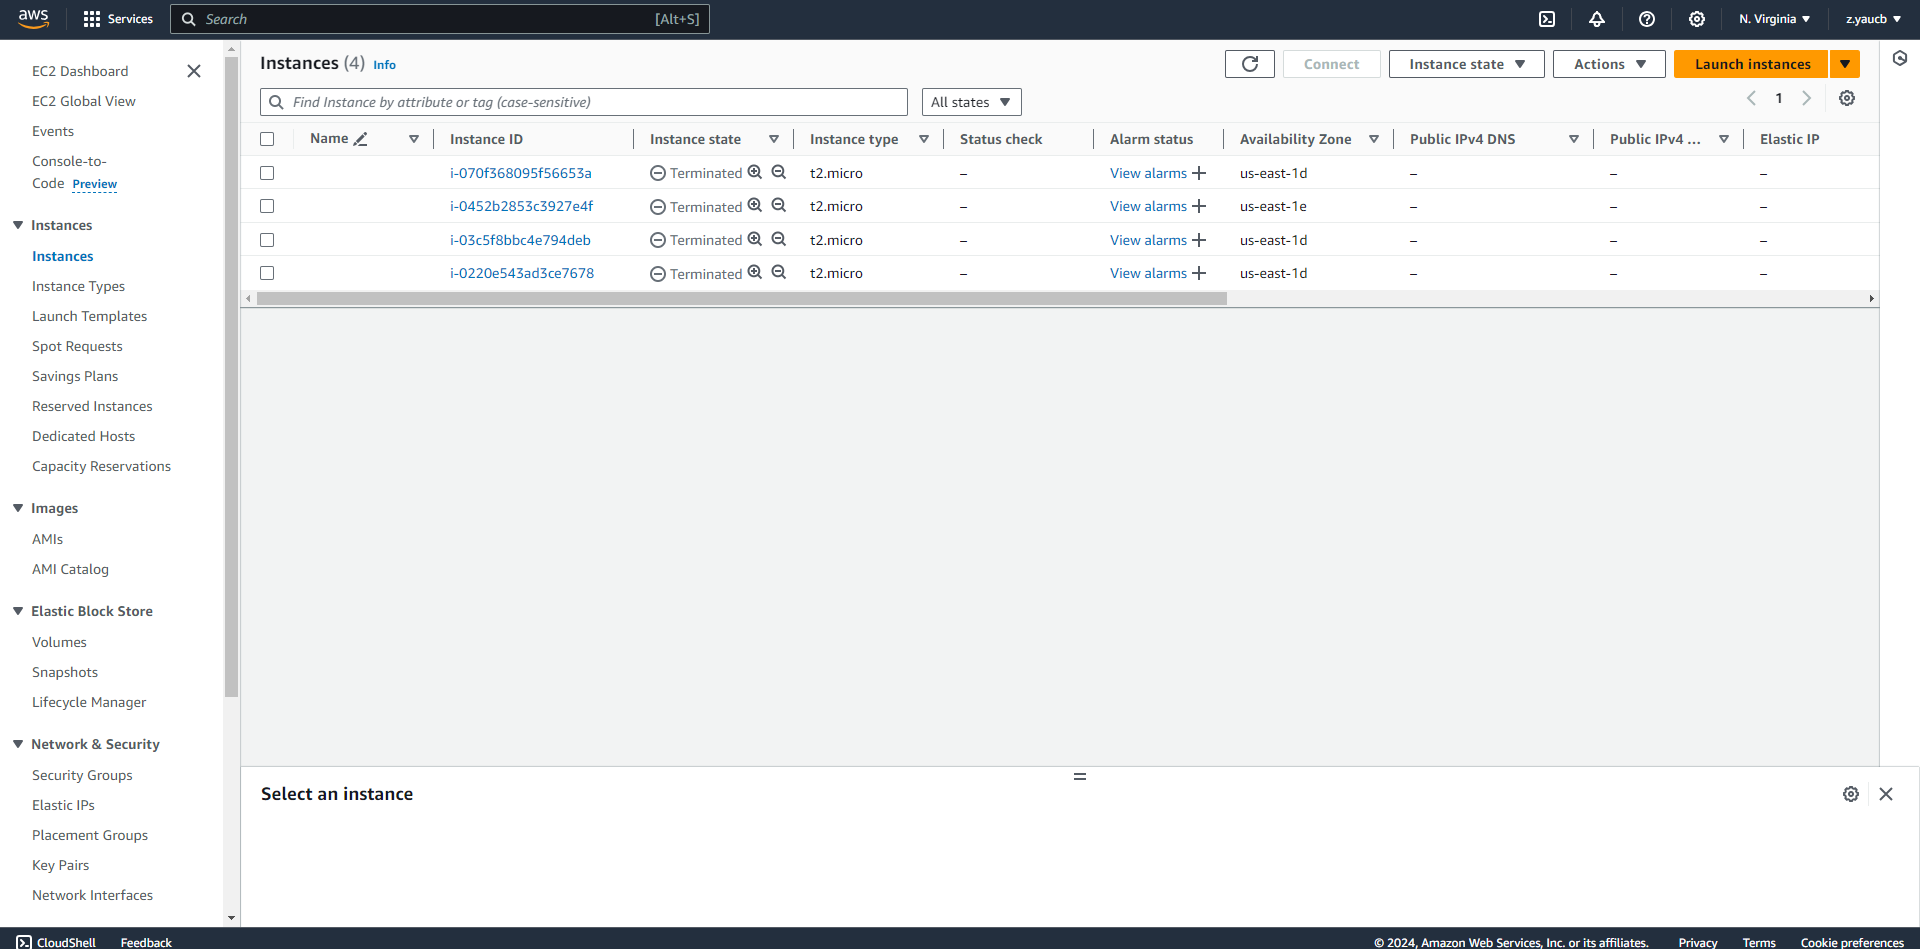 aws
Services
Search
[Alt+S]
N. Virginia
z.yaucb
EC2 Dashboard
EC2 Global View
Events
Console-to-
Code Preview
Instances
Instances
Instance Types
Launch Templates
Spot Requests
Savings Plans
Reserved Instances
Dedicated Hosts
Capacity Reservations
Images
AMIs
AMI Catalog
Elastic Block Store
Volumes
Snapshots
Lifecycle Manager
Network & Security
Security Groups
Elastic IPs
Placement Groups
Key Pairs
Network Interfaces
Instances (4) Info
Connect
Instance state
Actions
Launch instances
Find Instance by attribute or tag (case-sensitive)
All states
1
Name Instance ID Instance state Instance type Status check Alarm status Availability Zone Public IPv4 DNS Public IPv4 ... Elastic IP
i-070f368095f56653a Terminated t2.micro – View alarms + us-east-1d – – –
i-0452b2853c3927e4f Terminated t2.micro – View alarms + us-east-1e – – –
i-03c5f8bbc4e794deb Terminated t2.micro – View alarms + us-east-1d – – –
i-0220e543ad3ce7678 Terminated t2.micro – View alarms + us-east-1d – – –
Select an instance
CloudShell
Feedback
© 2024, Amazon Web Services, Inc. or its affiliates.
Privacy
Terms
Cookie preferences